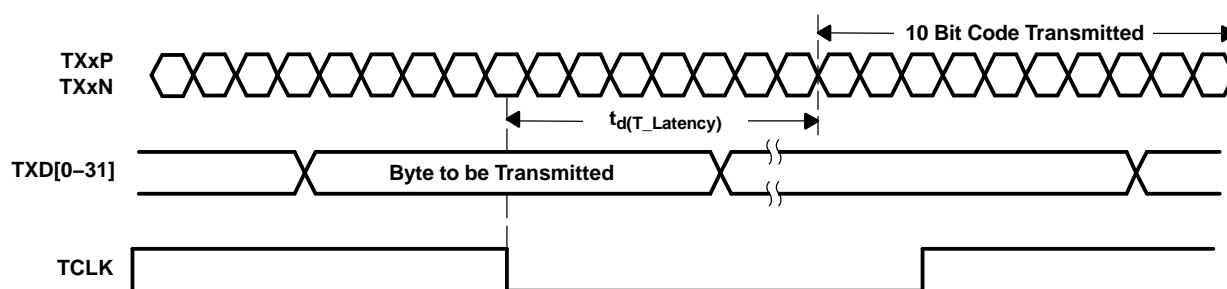 10 Bit Code Transmitted
TXxP
TXxN
td(T_Latency)
TXD[0–31]
Byte to be Transmitted
TCLK